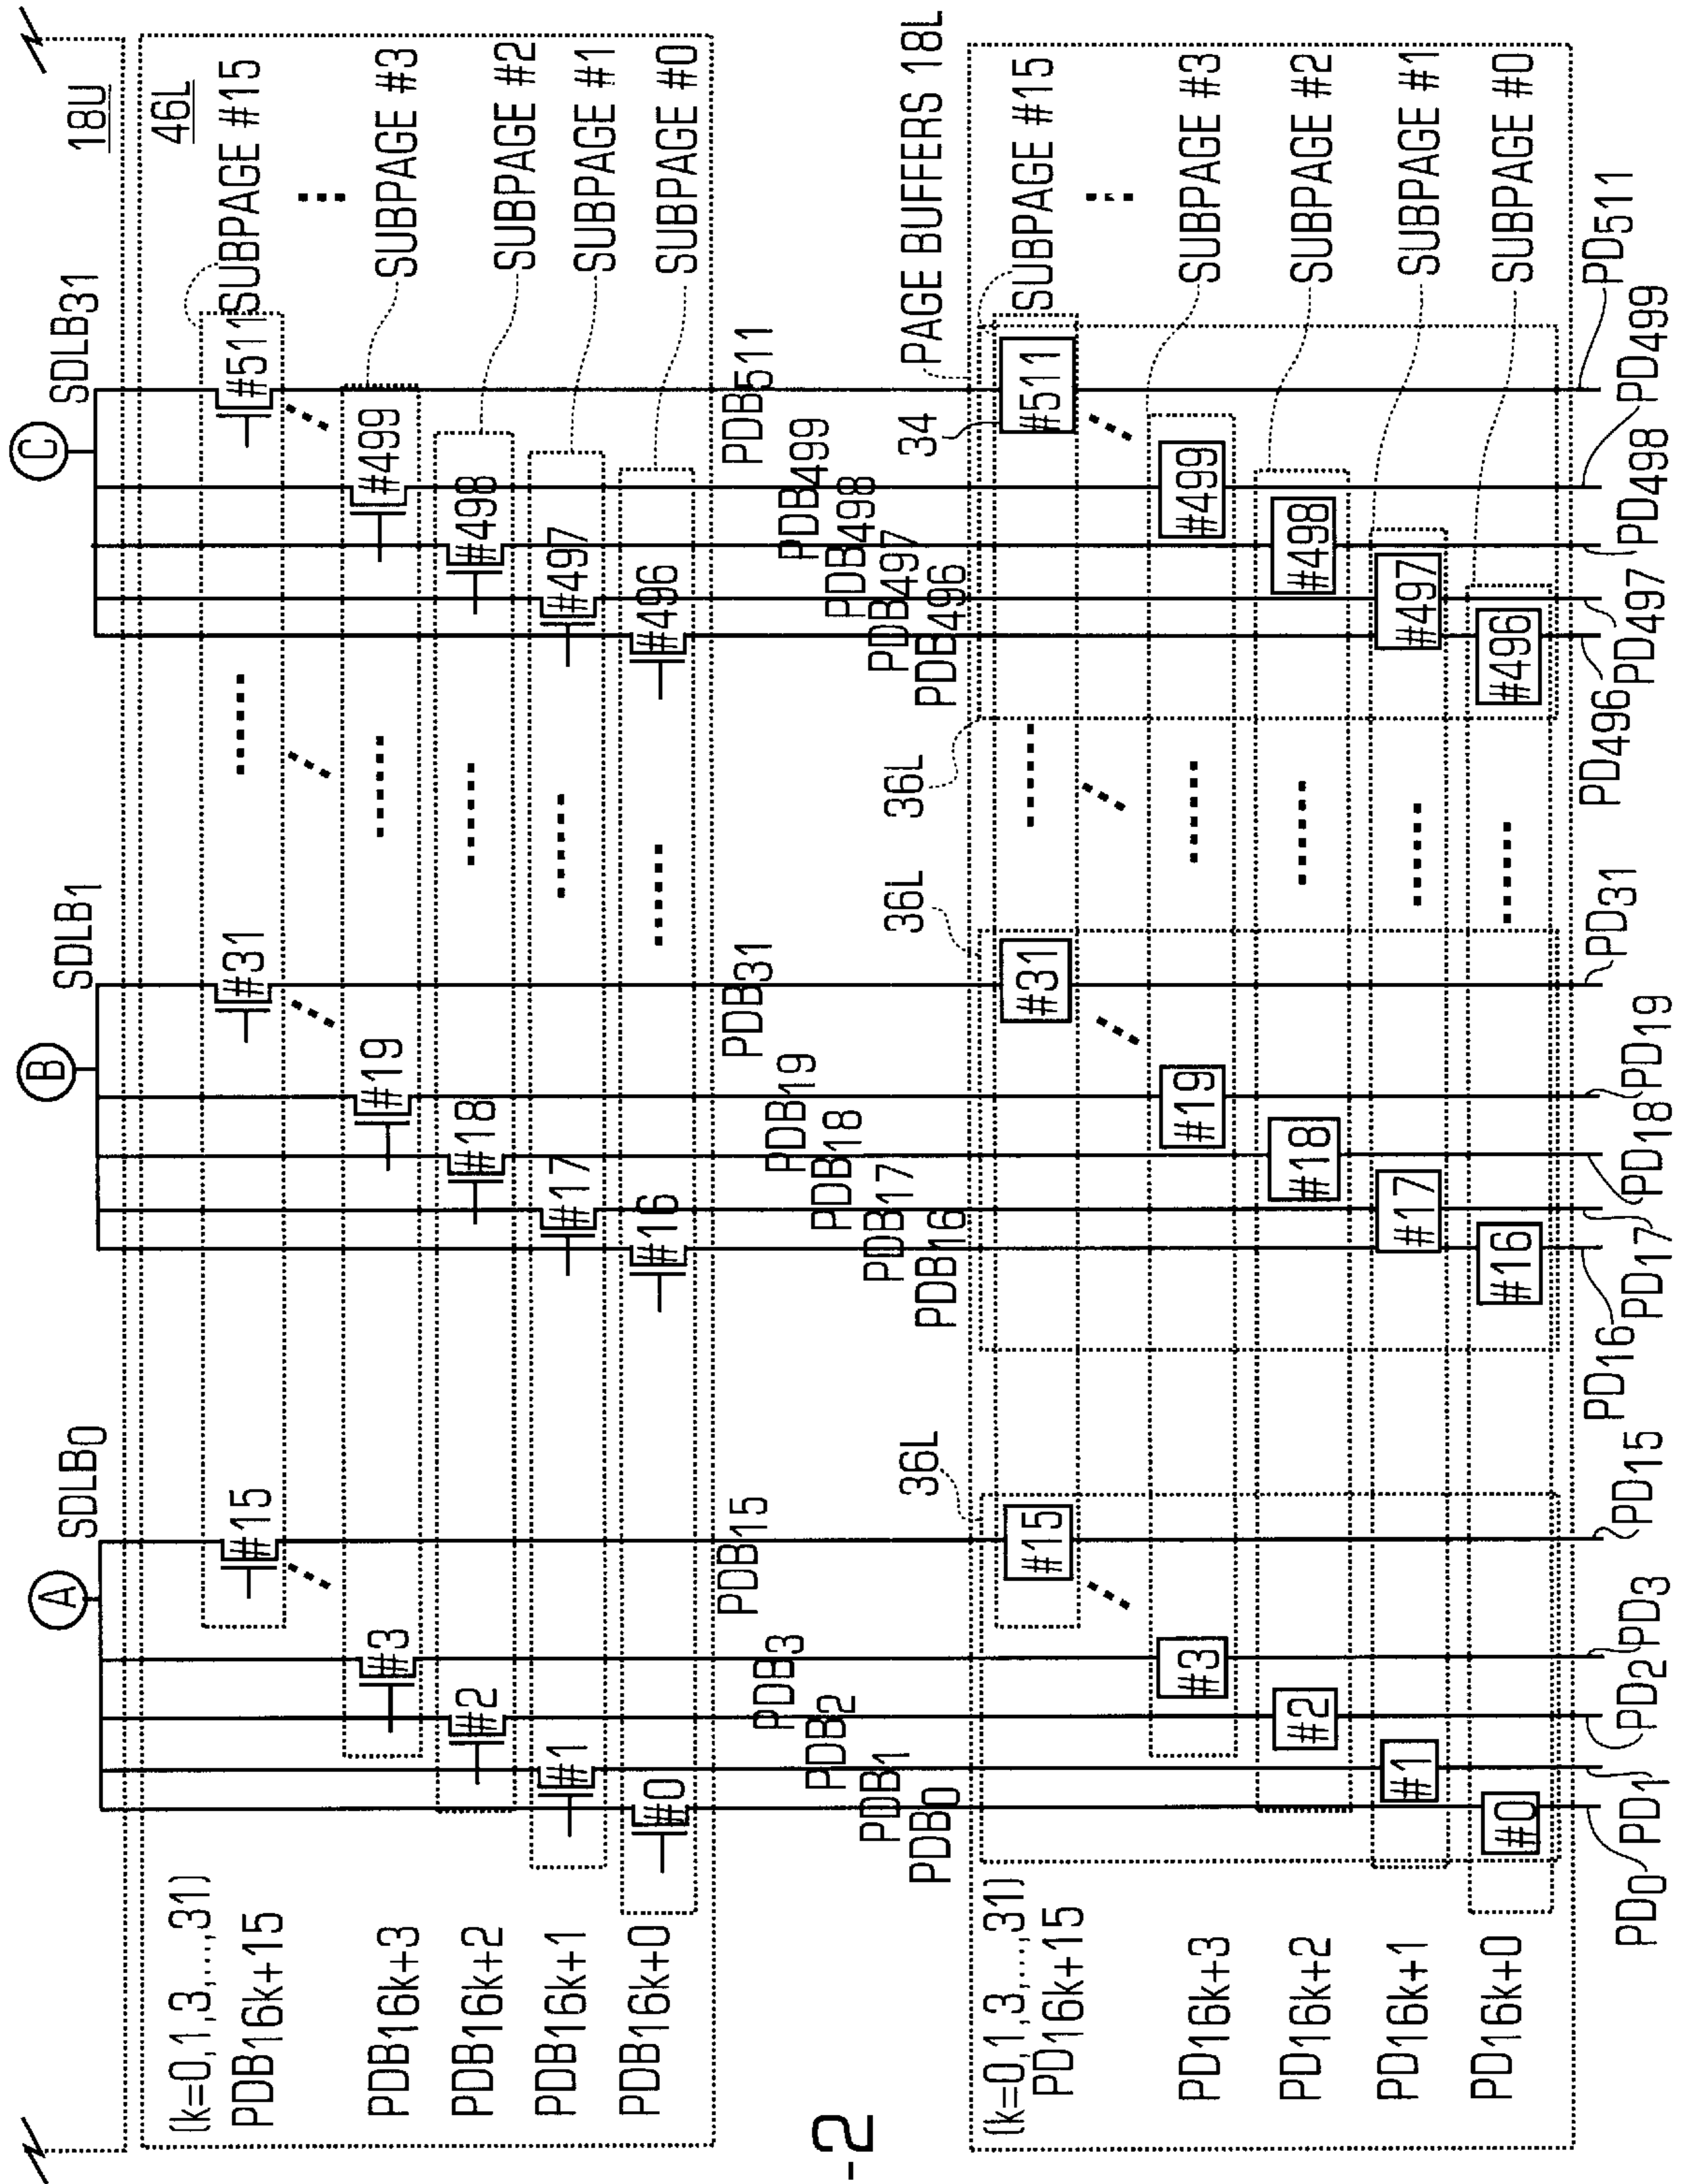 18U
A
SDLB0
B
SDLB1
C
SDLB31
46L
(k=0,1,3,...,31)
PDB16k+15
#15
#31
#511
SUBPAGE #15
PDB16k+3
#3
#19
#499
SUBPAGE #3
PDB16k+2
#2
#18
#498
SUBPAGE #2
PDB16k+1
#1
#17
#497
SUBPAGE #1
PDB16k+0
#0
#16
#496
SUBPAGE #0
PDB15
PDB31
PDB511
PDB3
PDB19
PDB499
PDB2
PDB18
PDB498
PDB1
PDB17
PDB497
PDB0
PDB16
PDB496
-2
36L
36L
36L
34
PAGE BUFFERS 18L
(k=0,1,3,...,31)
PD16k+15
#15
#31
#511
SUBPAGE #15
PD16k+3
#3
#19
#499
SUBPAGE #3
PD16k+2
#2
#18
#498
SUBPAGE #2
PD16k+1
#1
#17
#497
SUBPAGE #1
PD16k+0
#0
#16
#496
SUBPAGE #0
PD0
PD1
PD2
PD3
PD15
PD16
PD17
PD18
PD19
PD31
PD496
PD497
PD498
PD499
PD511